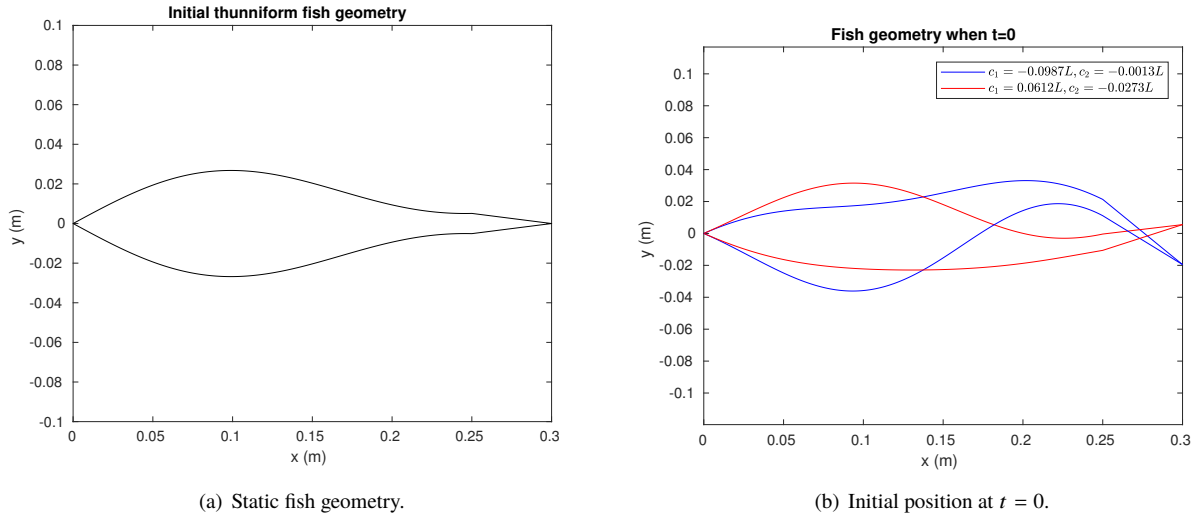 Initial thunniform fish geometry
0.1
0.08
0.06
0.04
0.02
0
-0.02
-0.04
-0.06
-0.08
-0.1
y (m)
0 0.05 0.1 0.15 0.2 0.25 0.3
x (m)
(a) Static fish geometry.
Fish geometry when t=0
c₁ = −0.0987L, c₂ = −0.0013L
c₁ = 0.0612L, c₂ = −0.0273L
0.1
0.08
0.06
0.04
0.02
0
-0.02
-0.04
-0.06
-0.08
-0.1
y (m)
0 0.05 0.1 0.15 0.2 0.25 0.3
x (m)
(b) Initial position at t = 0.